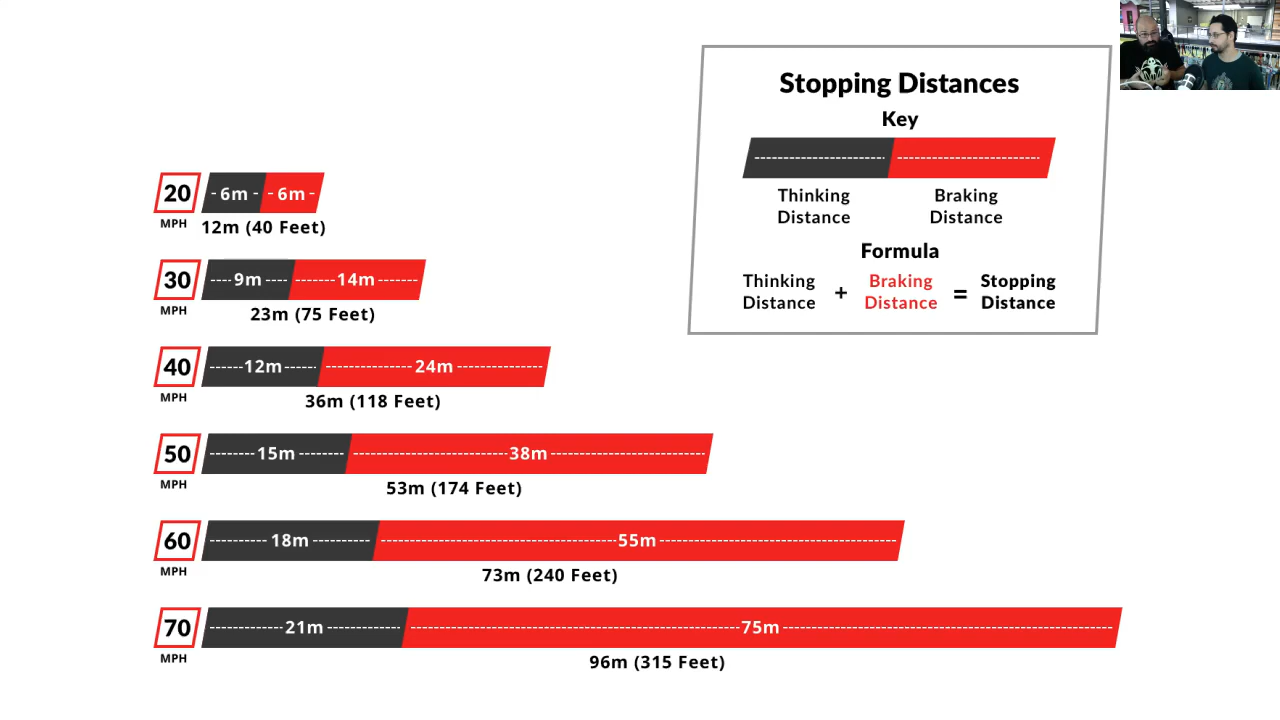 Stopping Distances
Key
Thinking Distance
Braking Distance
Formula
Thinking Distance + Braking Distance = Stopping Distance
20 MPH
6m 6m
12m (40 Feet)
30 MPH
9m 14m
23m (75 Feet)
40 MPH
12m 24m
36m (118 Feet)
50 MPH
15m 38m
53m (174 Feet)
60 MPH
18m 55m
73m (240 Feet)
70 MPH
21m 75m
96m (315 Feet)